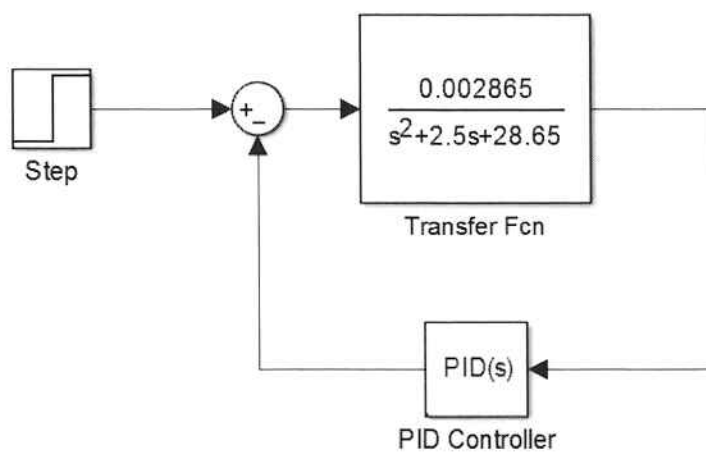 Step
+
−
0.002865
s²+2.5s+28.65
Transfer Fcn
PID(s)
PID Controller